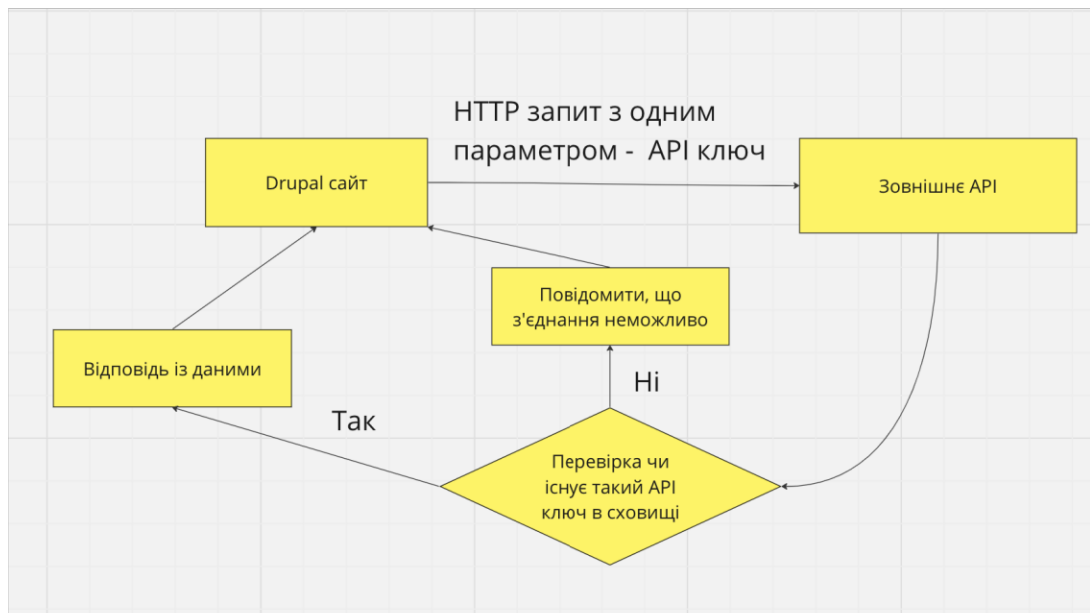 HTTP запит з одним
параметром - API ключ
Drupal сайт
Зовнішнє API
Повідомити, що
з'єднання неможливо
Відповідь із даними
Ні
Так
Перевірка чи
існує такий API
ключ в сховищі